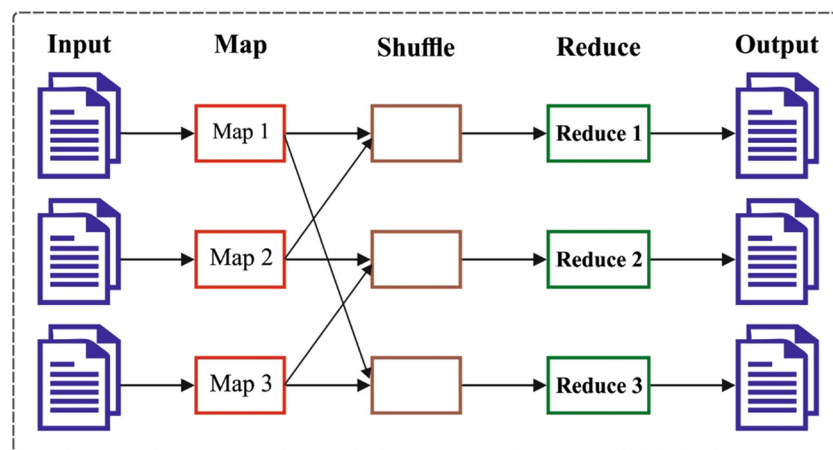 Input Map Shuffle Reduce Output
Map 1 Reduce 1
Map 2 Reduce 2
Map 3 Reduce 3